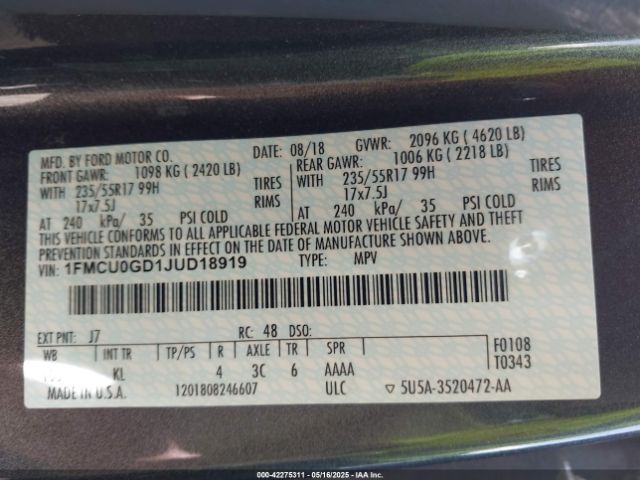 MFD. BY FORD MOTOR CO. DATE: 08/18 GVWR: 2096 KG ( 4620 LB)
FRONT GAWR: 1098 KG ( 2420 LB) REAR GAWR: 1006 KG ( 2218 LB)
WITH 235/55R17 99H TIRES WITH 235/55R17 99H TIRES
17x7.5J RIMS 17x7.5J RIMS
AT 240 kPa/ 35 PSI COLD AT 240 kPa/ 35 PSI COLD
THIS VEHICLE CONFORMS TO ALL APPLICABLE FEDERAL MOTOR VEHICLE SAFETY AND THEFT
PREVENTION STANDARDS IN EFFECT ON THE DATE OF MANUFACTURE SHOWN ABOVE.
VIN: 1FMCU0GD1JUD18919 TYPE: MPV
EXT PNT: J7 RC: 48 DSO:
WB INT TR TP/PS R AXLE TR SPR F0108
KL 4 3C 6 AAAA T0343
MADE IN U.S.A. 1201808246607 ULC ▽ 5U5A-3520472-AA
000-42275311 — 05/16/2025 — IAA Inc.